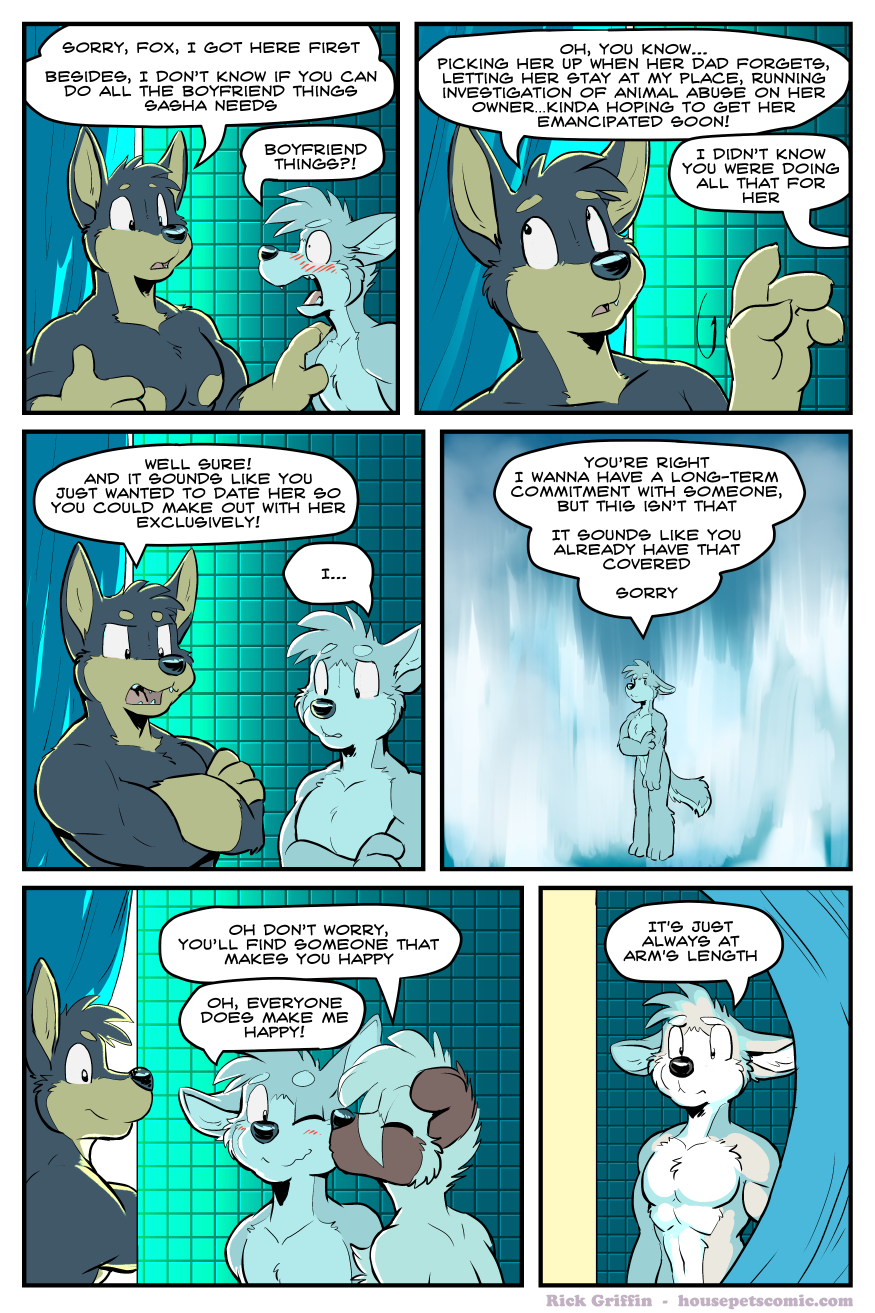 SORRY, FOX, I GOT HERE FIRST
BESIDES, I DON'T KNOW IF YOU CAN
DO ALL THE BOYFRIEND THINGS
SASHA NEEDS
BOYFRIEND
THINGS?!
OH, YOU KNOW...
PICKING HER UP WHEN HER DAD FORGETS,
LETTING HER STAY AT MY PLACE, RUNNING
INVESTIGATION OF ANIMAL ABUSE ON HER
OWNER...KINDA HOPING TO GET HER
EMANCIPATED SOON!
I DIDN'T KNOW
YOU WERE DOING
ALL THAT FOR
HER
WELL SURE!
AND IT SOUNDS LIKE YOU
JUST WANTED TO DATE HER SO
YOU COULD MAKE OUT WITH HER
EXCLUSIVELY!
I...
YOU'RE RIGHT
I WANNA HAVE A LONG-TERM
COMMITMENT WITH SOMEONE,
BUT THIS ISN'T THAT
IT SOUNDS LIKE YOU
ALREADY HAVE THAT
COVERED
SORRY
OH DON'T WORRY,
YOU'LL FIND SOMEONE THAT
MAKES YOU HAPPY
OH, EVERYONE
DOES MAKE ME
HAPPY!
IT'S JUST
ALWAYS AT
ARM'S LENGTH
Rick Griffin - housepetscomic.com